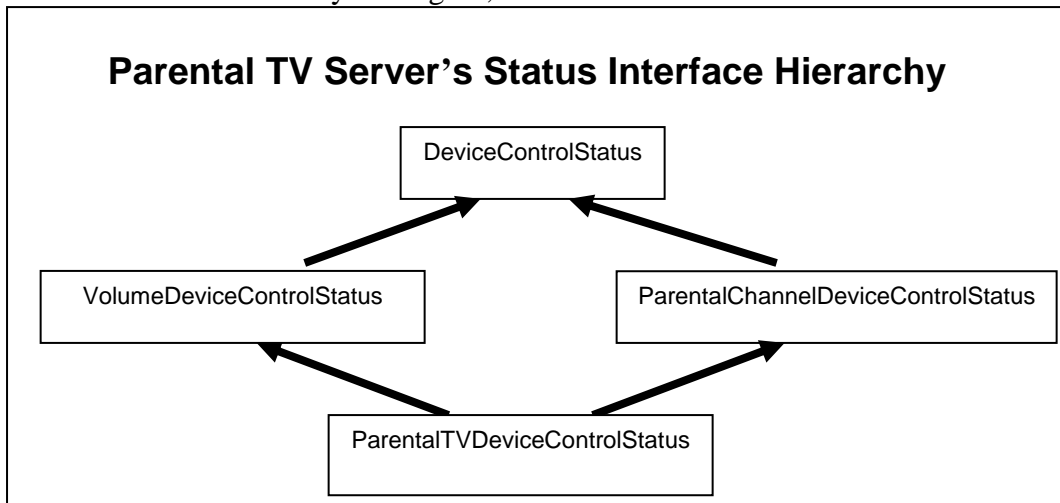 Parental TV Server’s Status Interface Hierarchy
DeviceControlStatus
VolumeDeviceControlStatus
ParentalChannelDeviceControlStatus
ParentalTVDeviceControlStatus